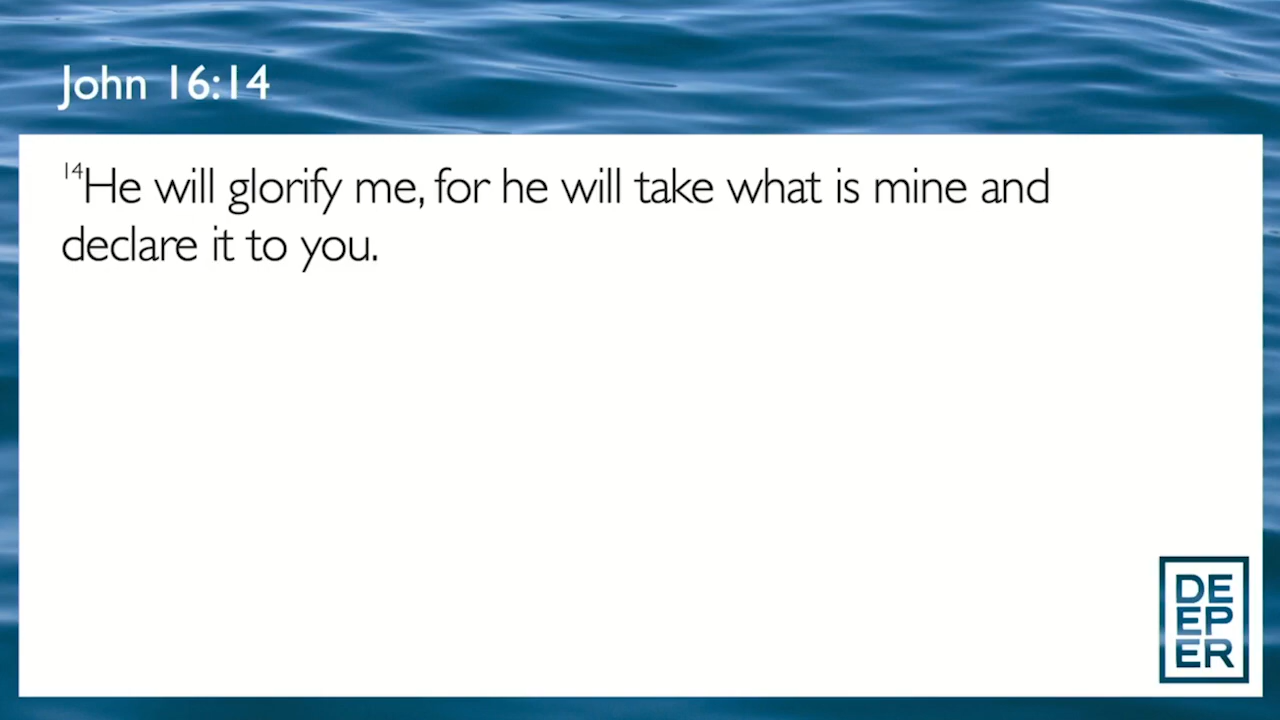 John 16:14
14He will glorify me, for he will take what is mine and
declare it to you.
DE
EP
ER